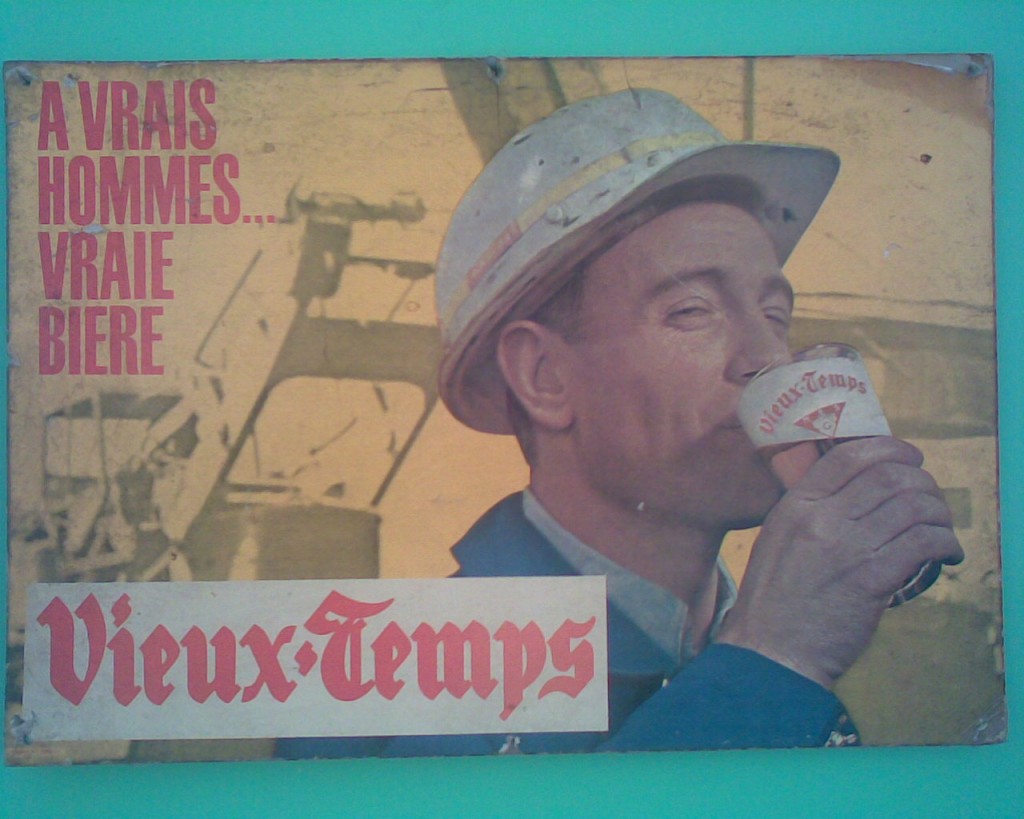 A VRAIS
HOMMES...
VRAIE
BIERE
Vieux-Temps
Vieux-Temps